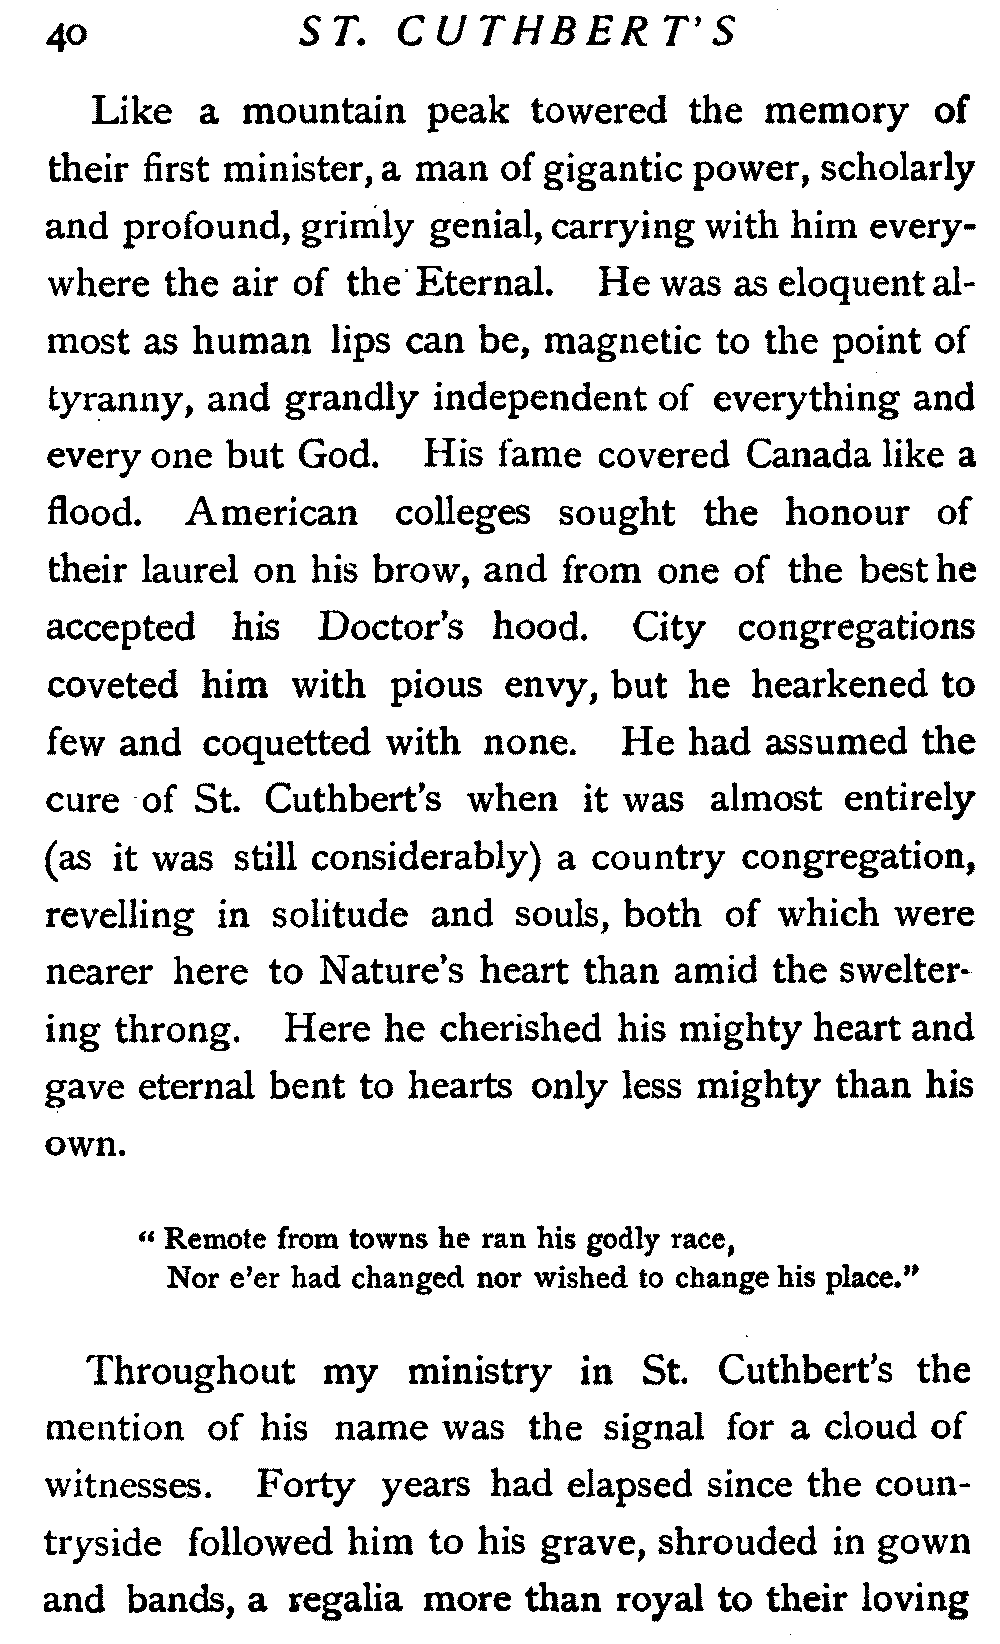 40 ST. CUTHBERT'S
Like a mountain peak towered the memory of
their first minister, a man of gigantic power, scholarly
and profound, grimly genial, carrying with him every-
where the air of the Eternal. He was as eloquent al-
most as human lips can be, magnetic to the point of
tyranny, and grandly independent of everything and
every one but God. His fame covered Canada like a
flood. American colleges sought the honour of
their laurel on his brow, and from one of the best he
accepted his Doctor's hood. City congregations
coveted him with pious envy, but he hearkened to
few and coquetted with none. He had assumed the
cure of St. Cuthbert's when it was almost entirely
(as it was still considerably) a country congregation,
revelling in solitude and souls, both of which were
nearer here to Nature's heart than amid the swelter-
ing throng. Here he cherished his mighty heart and
gave eternal bent to hearts only less mighty than his
own.
" Remote from towns he ran his godly race,
Nor e'er had changed nor wished to change his place."
Throughout my ministry in St. Cuthbert's the
mention of his name was the signal for a cloud of
witnesses. Forty years had elapsed since the coun-
tryside followed him to his grave, shrouded in gown
and bands, a regalia more than royal to their loving